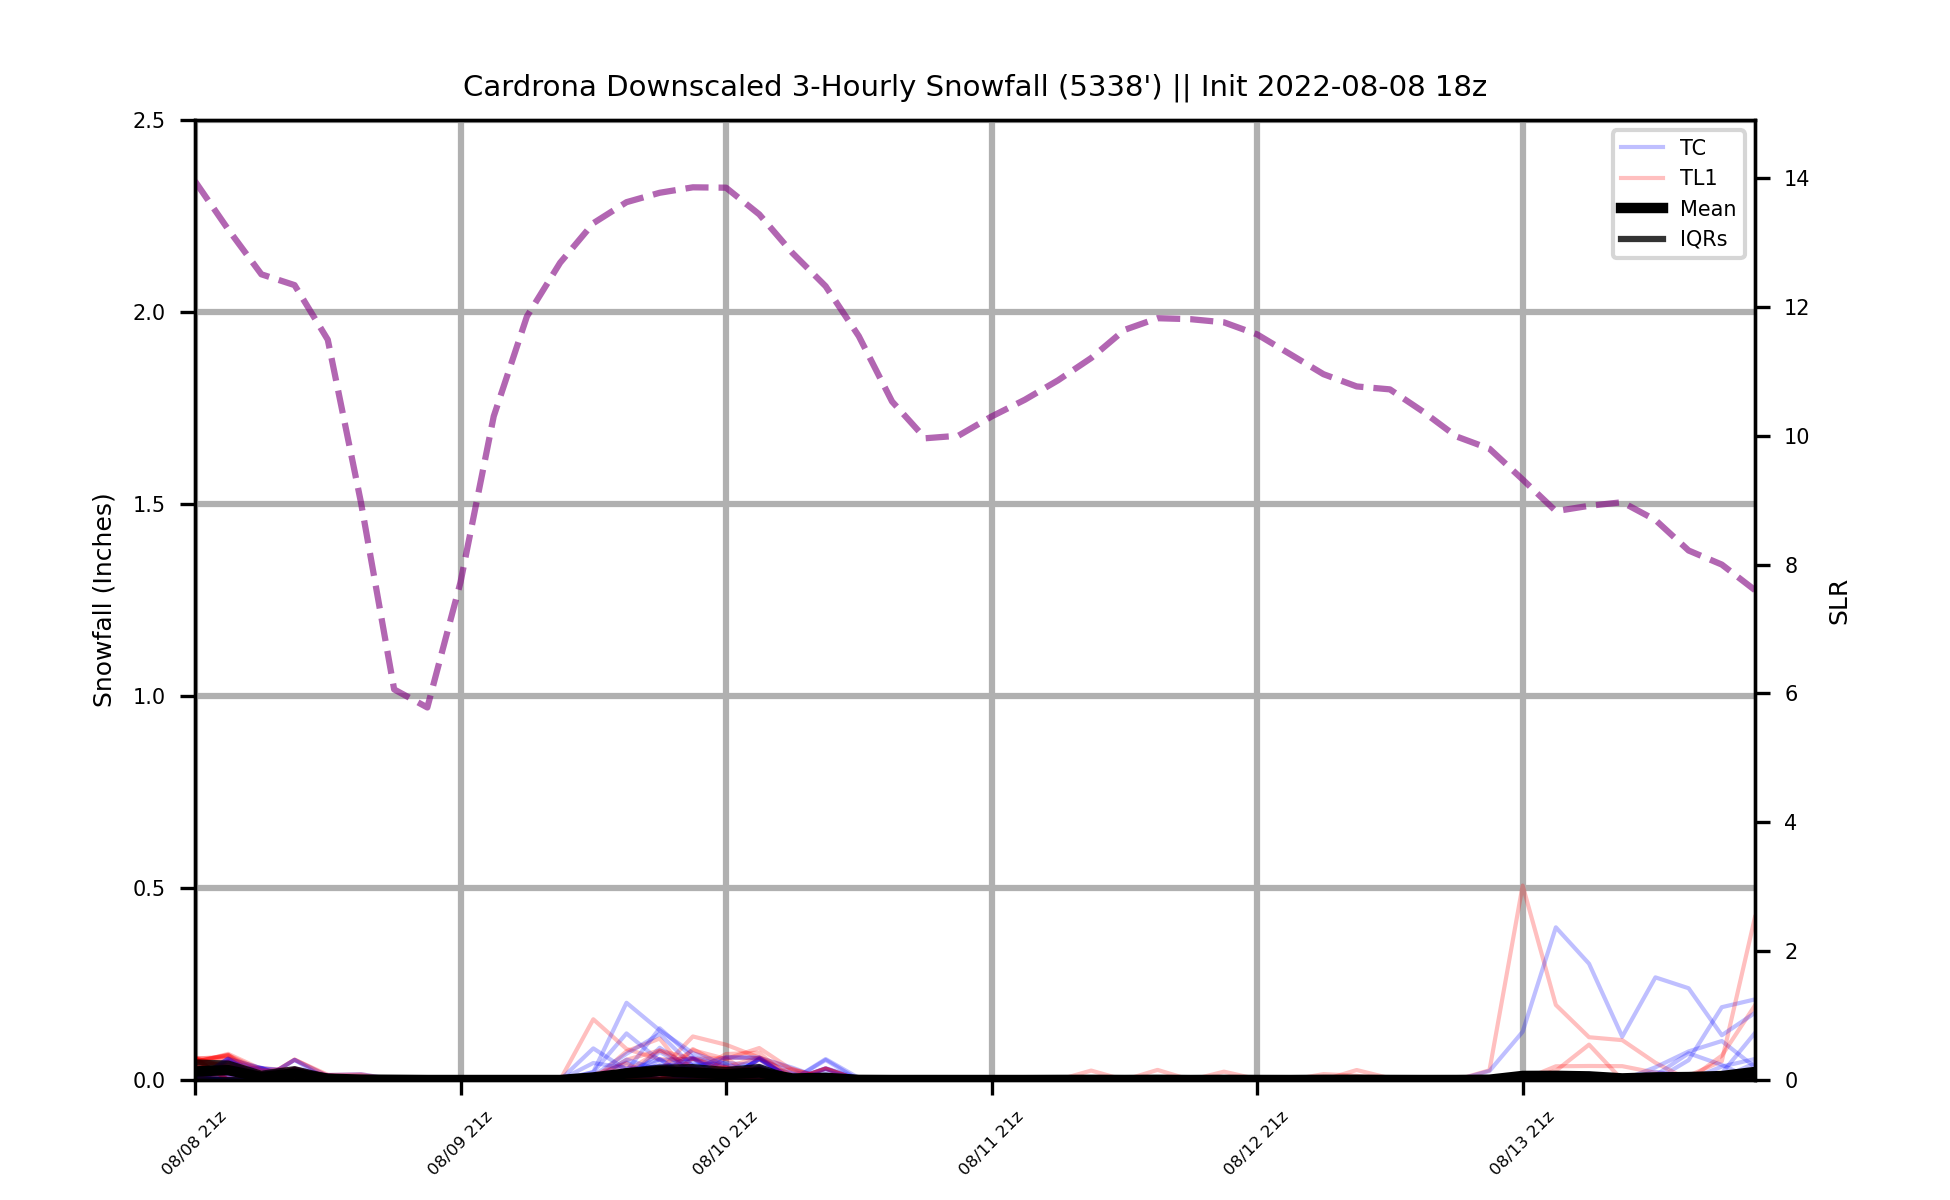 Cardrona Downscaled 3-Hourly Snowfall (5338') || Init 2022-08-08 18z
TC
TL1
Mean
IQRs
Snowfall (Inches)
2.5
2.0
1.5
1.0
0.5
0.0
14
12
10
8
6
4
2
0
SLR
08/08 21z
08/09 21z
08/10 21z
08/11 21z
08/12 21z
08/13 21z